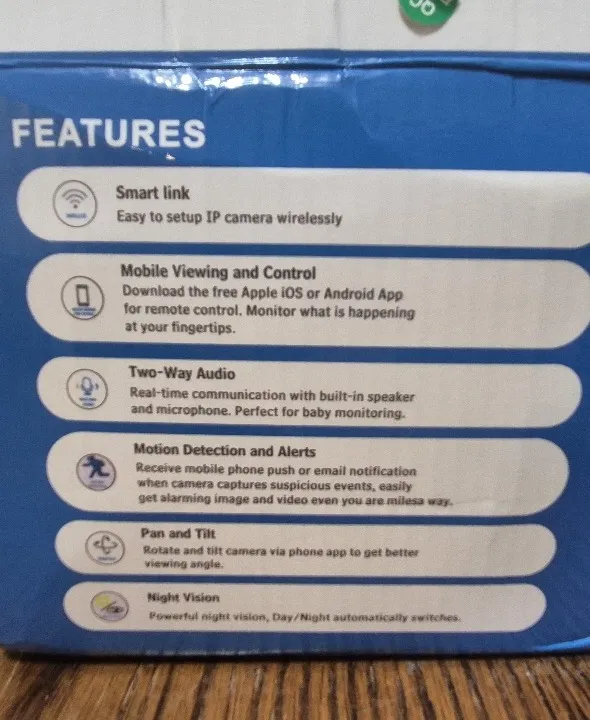 FEATURES
Smart link
Easy to setup IP camera wirelessly
Mobile Viewing and Control
Download the free Apple iOS or Android App
for remote control. Monitor what is happening
at your fingertips.
Two-Way Audio
Real-time communication with built-in speaker
and microphone. Perfect for baby monitoring.
Motion Detection and Alerts
Receive mobile phone push or email notification
when camera captures suspicious events, easily
get alarming image and video even you are milesa way.
Pan and Tilt
Rotate and tilt camera via phone app to get better
viewing angle.
Night Vision
Powerful night vision, Day/Night automatically switches.